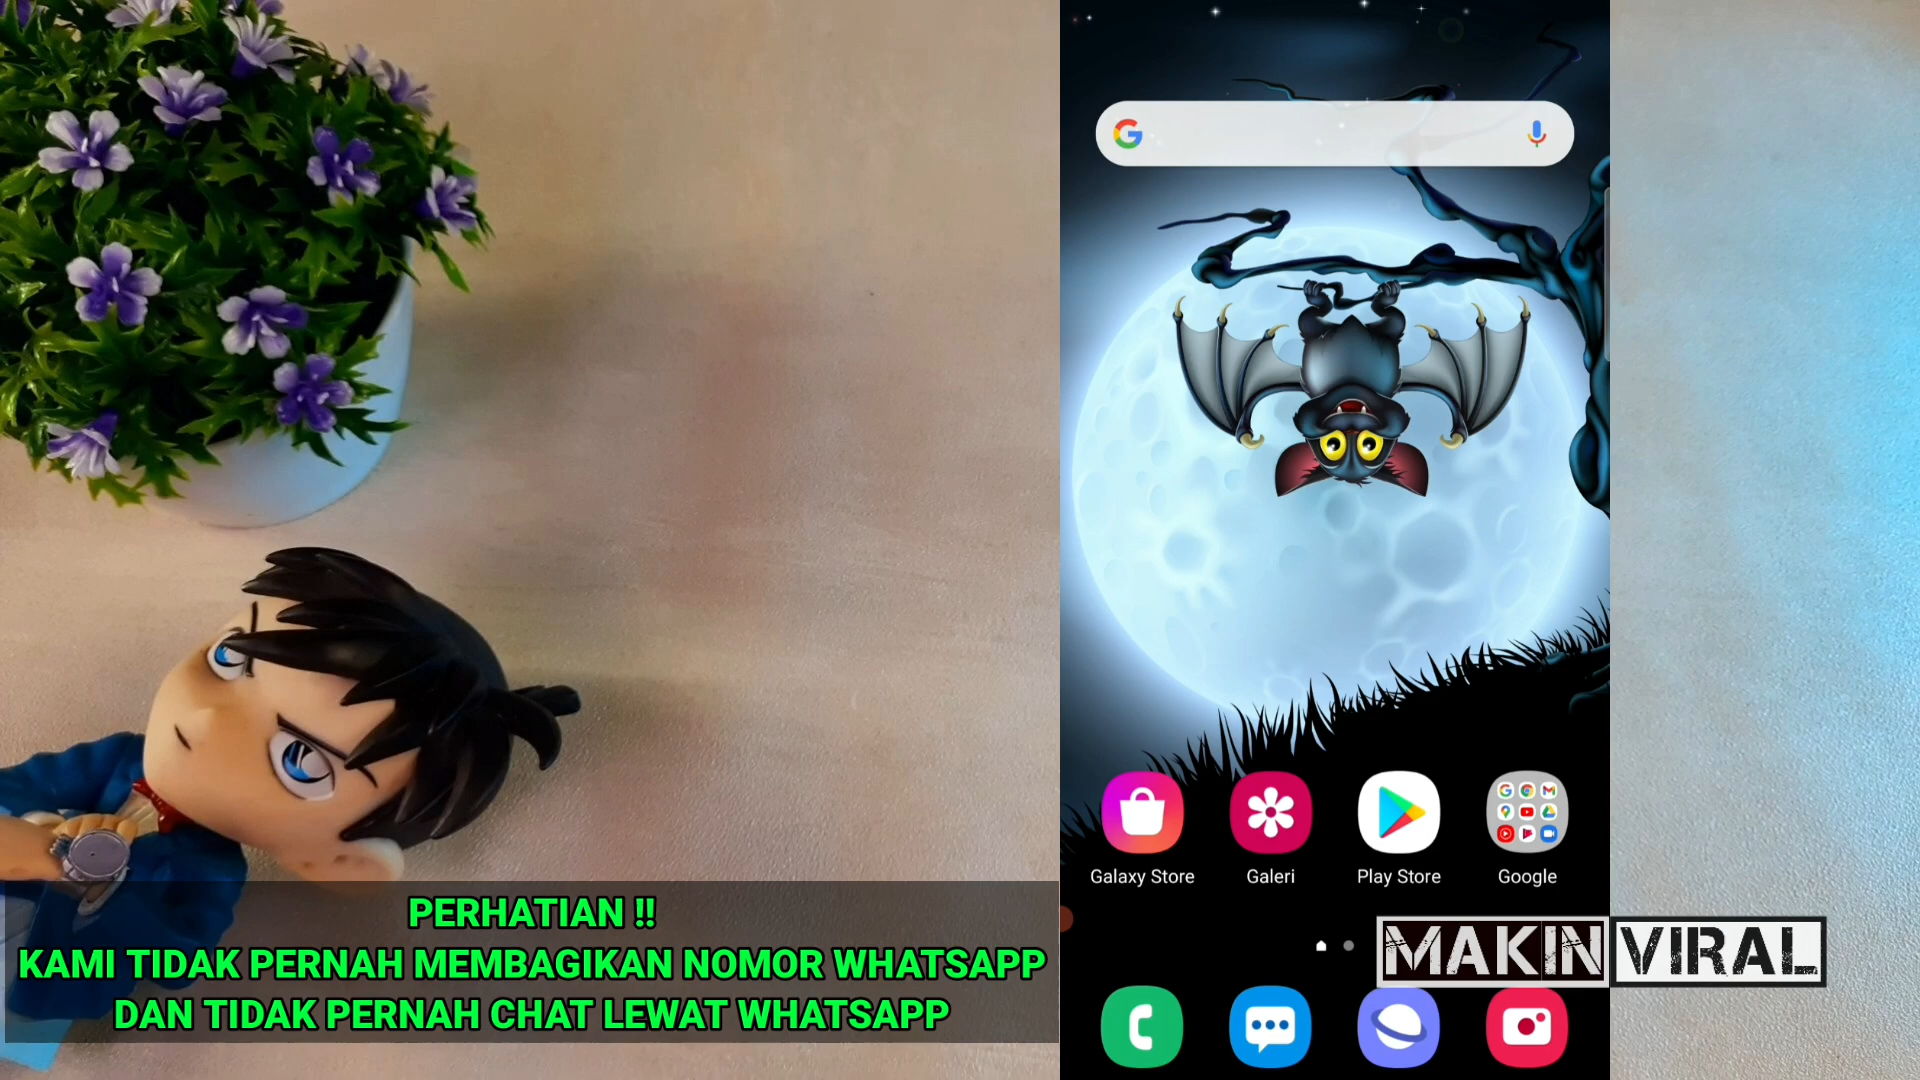 Galaxy Store
Galeri
Play Store
Google
PERHATIAN !!
KAMI TIDAK PERNAH MEMBAGIKAN NOMOR WHATSAPP
DAN TIDAK PERNAH CHAT LEWAT WHATSAPP
MAKIN VIRAL